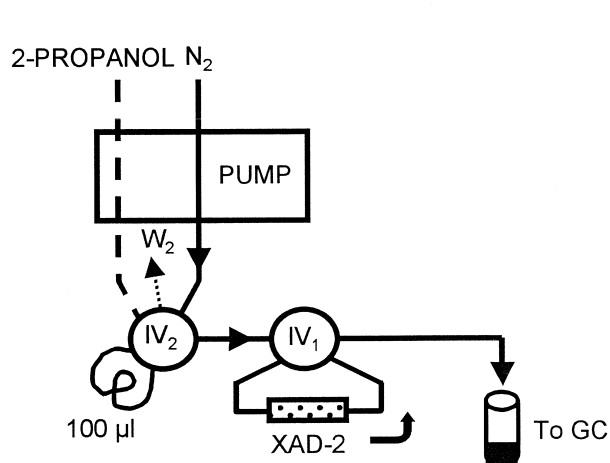 2-PROPANOL N₂
PUMP
W₂
IV₂ IV₁
100 µl
XAD-2
To GC